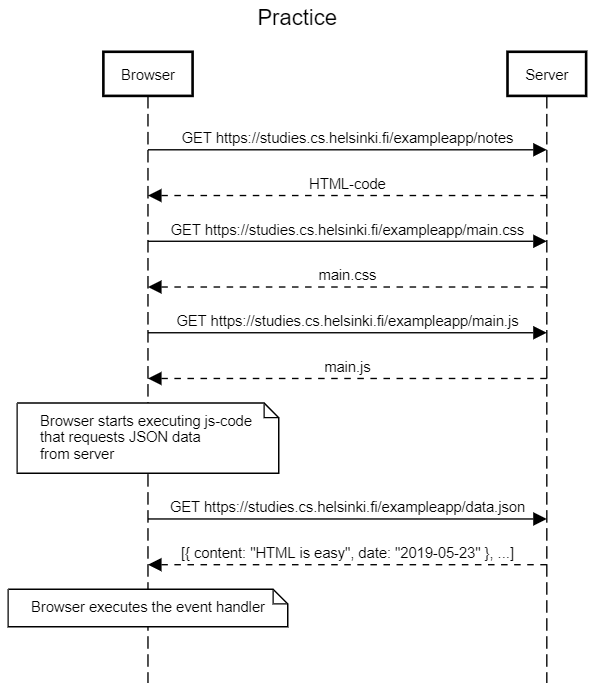 Practice
Browser
Server
GET https://studies.cs.helsinki.fi/exampleapp/notes
HTML-code
GET https://studies.cs.helsinki.fi/exampleapp/main.css
main.css
GET https://studies.cs.helsinki.fi/exampleapp/main.js
main.js
Browser starts executing js-code
that requests JSON data
from server
GET https://studies.cs.helsinki.fi/exampleapp/data.json
[{ content: "HTML is easy", date: "2019-05-23" }, ...]
Browser executes the event handler